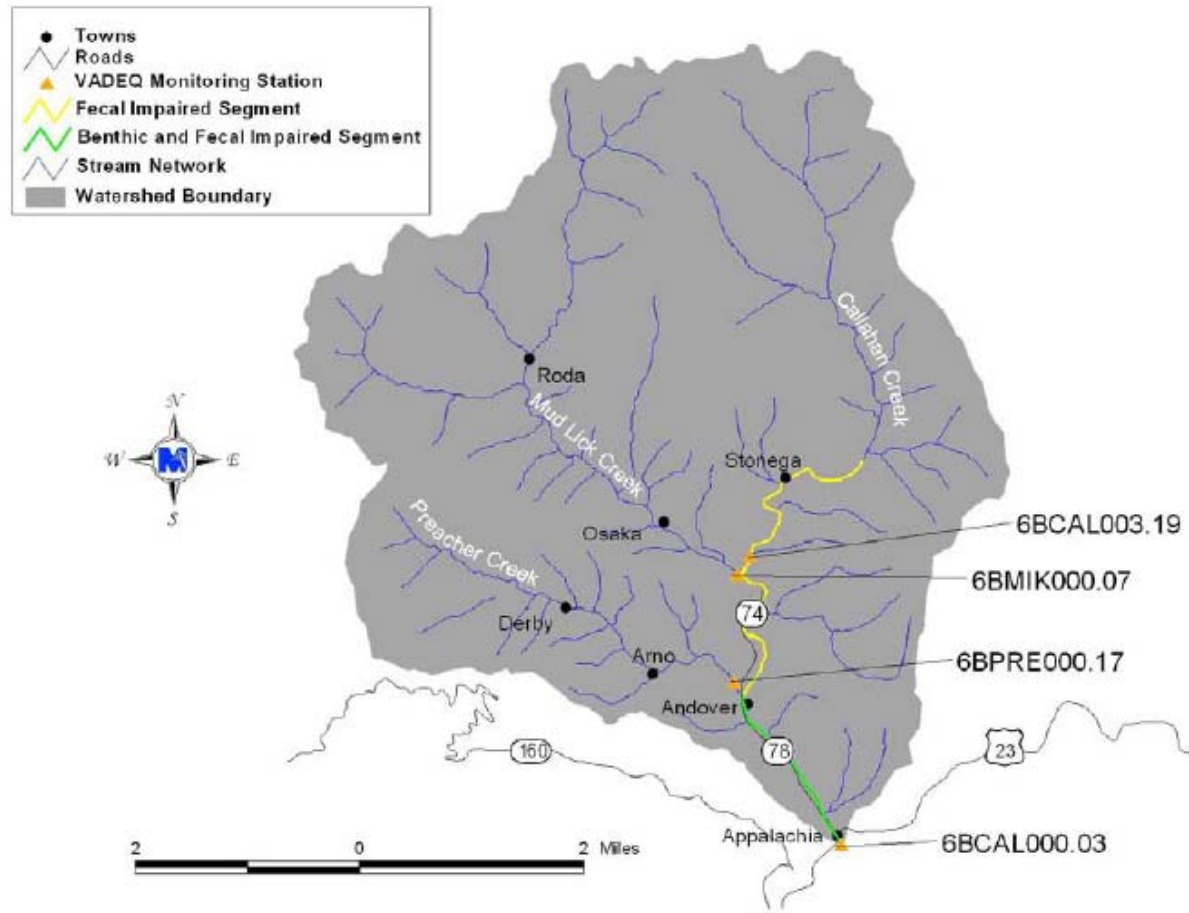 Towns
Roads
VADEQ Monitoring Station
Fecal Impaired Segment
Benthic and Fecal Impaired Segment
Stream Network
Watershed Boundary
Callahan Creek
Roda
Mud Lick Creek
N
W M E
S
Stonega
Preacher Creek
Osaka
6BCAL003.19
6BMIK000.07
Derby
74
Arno
6BPRE000.17
Andover
160
78
23
Appalachia
6BCAL000.03
2 0 2 Miles